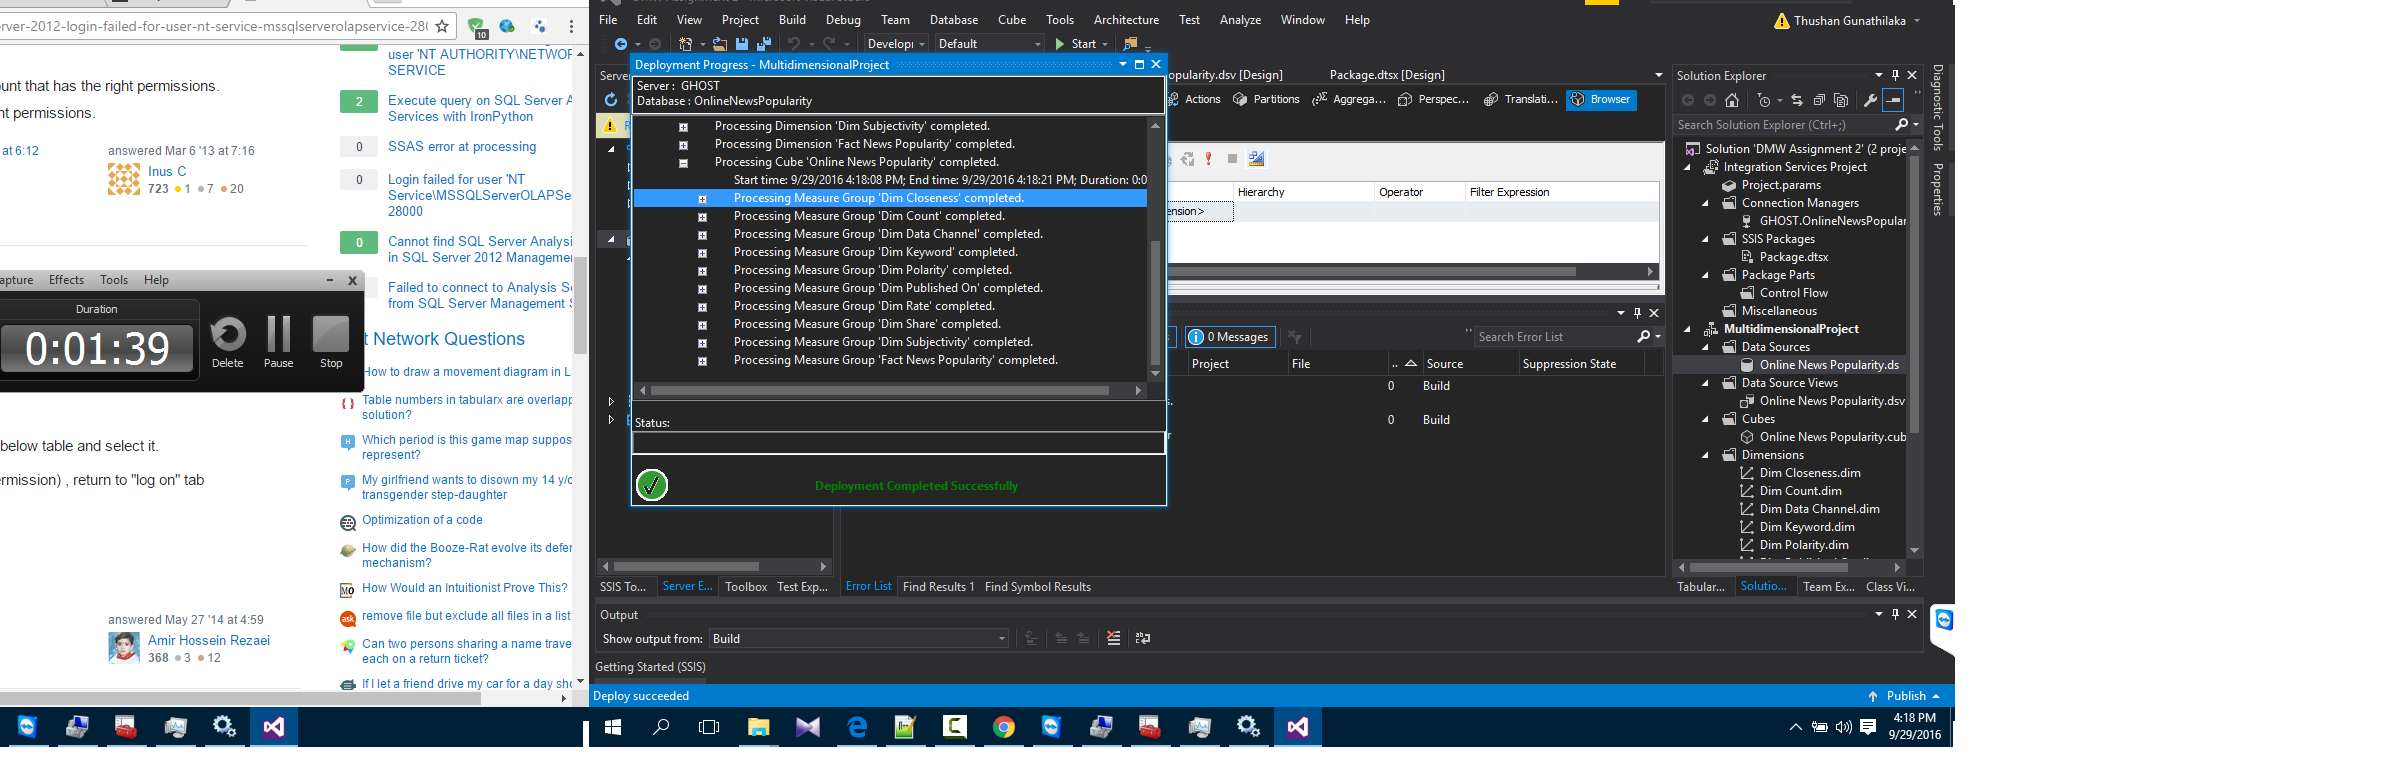 erver-2012-login-failed-for-user-nt-service-mssqlserverolapservice-280
10
user 'NT AUTHORITY\NETWOR
SERVICE
unt that has the right permissions.
nt permissions.
2
Execute query on SQL Server A
Services with IronPython
0
SSAS error at processing
at 6:12
answered Mar 6 '13 at 7:16
Inus C
723 1 7 20
0
Login failed for user 'NT
Service\MSSQLServerOLAPSe
28000
0
Cannot find SQL Server Analysi
in SQL Server 2012 Manageme
Failed to connect to Analysis S
from SQL Server Management S
apture Effects Tools Help
Duration
0:01:39
Delete Pause Stop
t Network Questions
How to draw a movement diagram in L
Table numbers in tabularx are overlapp
solution?
Which period is this game map suppos
represent?
My girlfriend wants to disown my 14 y/o
transgender step-daughter
Optimization of a code
How did the Booze-Rat evolve its defen
mechanism?
How Would an Intuitionist Prove This?
remove file but exclude all files in a list
Can two persons sharing a name trave
each on a return ticket?
If I let a friend drive my car for a day sho
below table and select it.
ermission) , return to "log on" tab
answered May 27 '14 at 4:59
Amir Hossein Rezaei
368 3 12
File Edit View Project Build Debug Team Database Cube Tools Architecture Test Analyze Window Help
Thushan Gunathilaka
Developı Default Start
Server
Deployment Progress - MultidimensionalProject
Server : GHOST
Database : OnlineNewsPopularity
Processing Dimension 'Dim Subjectivity' completed.
Processing Dimension 'Fact News Popularity' completed.
Processing Cube 'Online News Popularity' completed.
Start time: 9/29/2016 4:18:08 PM; End time: 9/29/2016 4:18:21 PM; Duration: 0:0
Processing Measure Group 'Dim Closeness' completed.
Processing Measure Group 'Dim Count' completed.
Processing Measure Group 'Dim Data Channel' completed.
Processing Measure Group 'Dim Keyword' completed.
Processing Measure Group 'Dim Polarity' completed.
Processing Measure Group 'Dim Published On' completed.
Processing Measure Group 'Dim Rate' completed.
Processing Measure Group 'Dim Share' completed.
Processing Measure Group 'Dim Subjectivity' completed.
Processing Measure Group 'Fact News Popularity' completed.
Status:
Deployment Completed Successfully
opularity.dsv [Design] Package.dtsx [Design]
Actions Partitions Aggrega... Perspec... Translati... Browser
Hierarchy Operator Filter Expression
ension>
0 Messages
Search Error List
Project File .. Source Suppression State
0 Build
0 Build
SSIS To... Server E... Toolbox Test Exp...
Error List Find Results 1 Find Symbol Results
Output
Show output from: Build
Getting Started (SSIS)
Deploy succeeded
Publish
Solution Explorer
Search Solution Explorer (Ctrl+;)
Solution 'DMW Assignment 2' (2 proje
Integration Services Project
Project.params
Connection Managers
GHOST.OnlineNewsPopular
SSIS Packages
Package.dtsx
Package Parts
Control Flow
Miscellaneous
MultidimensionalProject
Data Sources
Online News Popularity.ds
Data Source Views
Online News Popularity.dsv
Cubes
Online News Popularity.cub
Dimensions
Dim Closeness.dim
Dim Count.dim
Dim Data Channel.dim
Dim Keyword.dim
Dim Polarity.dim
Tabular... Solutio... Team Ex... Class Vi...
Diagnostic Tools
Properties
4:18 PM
9/29/2016